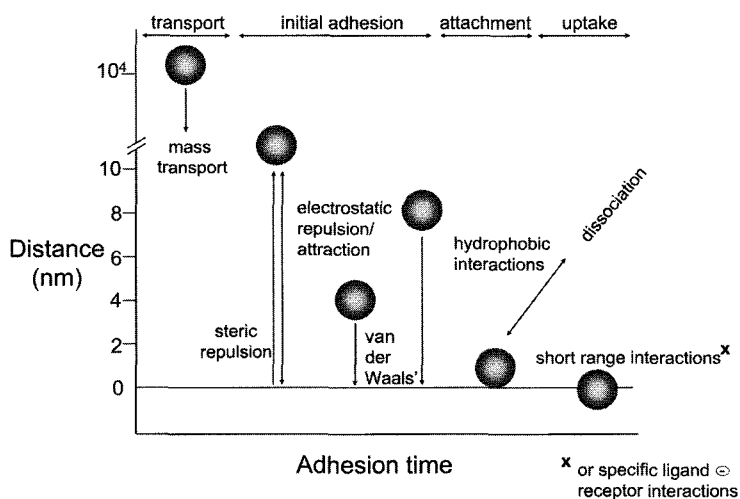 transport
initial adhesion
attachment
uptake
10⁴
mass
transport
10
8
6
4
2
0
Distance
(nm)
steric
repulsion
electrostatic
repulsion/
attraction
van
der
Waals'
hydrophobic
interactions
dissociation
short range interactions x
Adhesion time
x or specific ligand ⊖
receptor interactions